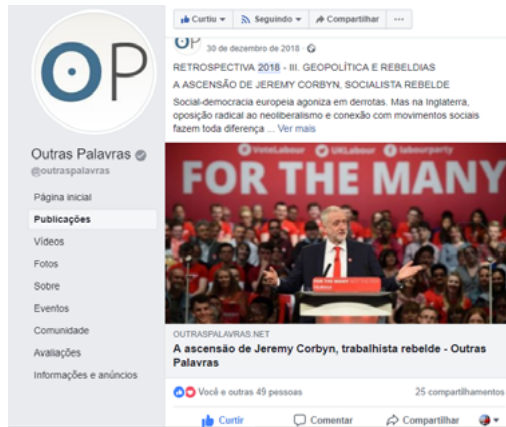 OP
Outras Palavras
@outraspalavras
Página inicial
Publicações
Vídeos
Fotos
Sobre
Eventos
Comunidade
Avaliações
Informações e anúncios
Curtiu
Seguindo
Compartilhar
...
OP
30 de dezembro de 2018 ·
RETROSPECTIVA 2018 - III. GEOPOLÍTICA E REBELDIAS
A ASCENSÃO DE JEREMY CORBYN, SOCIALISTA REBELDE
Social-democracia europeia agoniza em derrotas. Mas na Inglaterra,
oposição radical ao neoliberalismo e conexão com movimentos sociais
fazem toda diferença ... Ver mais
VoteLabour UKLabour labourparty
FOR THE MANY
FOR THE MANY
OUTRASPALAVRAS.NET
A ascensão de Jeremy Corbyn, trabalhista rebelde - Outras
Palavras
Você e outras 49 pessoas
25 compartilhamentos
Curtir
Comentar
Compartilhar